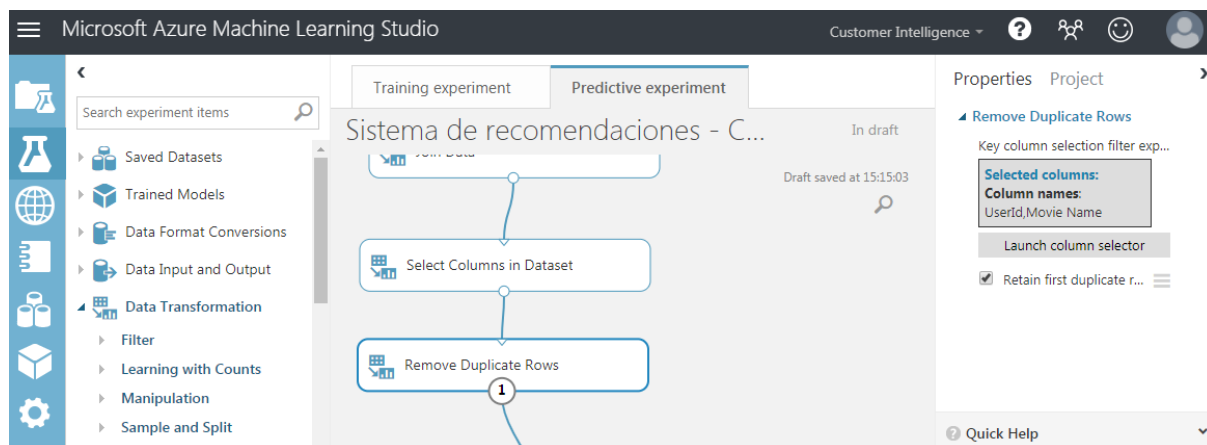 Microsoft Azure Machine Learning Studio
Customer Intelligence
?
Search experiment items
Saved Datasets
Trained Models
Data Format Conversions
Data Input and Output
Data Transformation
Filter
Learning with Counts
Manipulation
Sample and Split
Training experiment
Predictive experiment
Sistema de recomendaciones - C...
In draft
Draft saved at 15:15:03
Join Data
Select Columns in Dataset
Remove Duplicate Rows
1
Properties Project
Remove Duplicate Rows
Key column selection filter exp...
Selected columns:
Column names:
UserId,Movie Name
Launch column selector
Retain first duplicate r...
? Quick Help